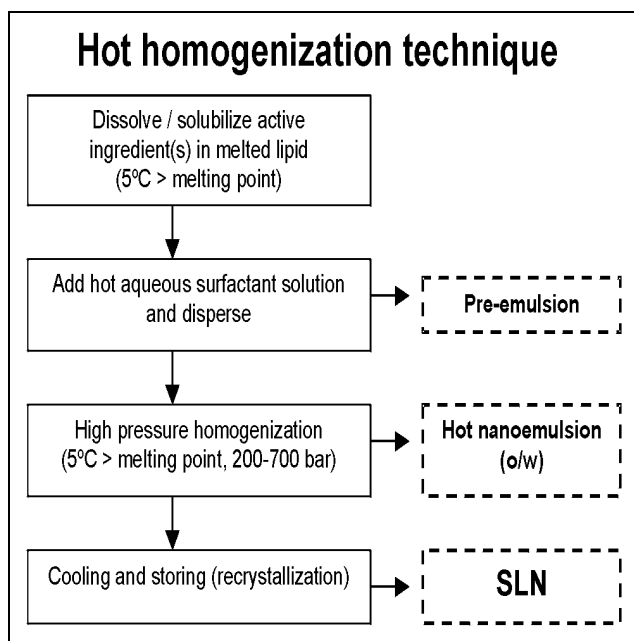 Hot homogenization technique
Dissolve / solubilize active
ingredient(s) in melted lipid
(5ºC > melting point)
Add hot aqueous surfactant solution
and disperse
Pre-emulsion
High pressure homogenization
(5ºC > melting point, 200-700 bar)
Hot nanoemulsion
(o/w)
Cooling and storing (recrystallization)
SLN